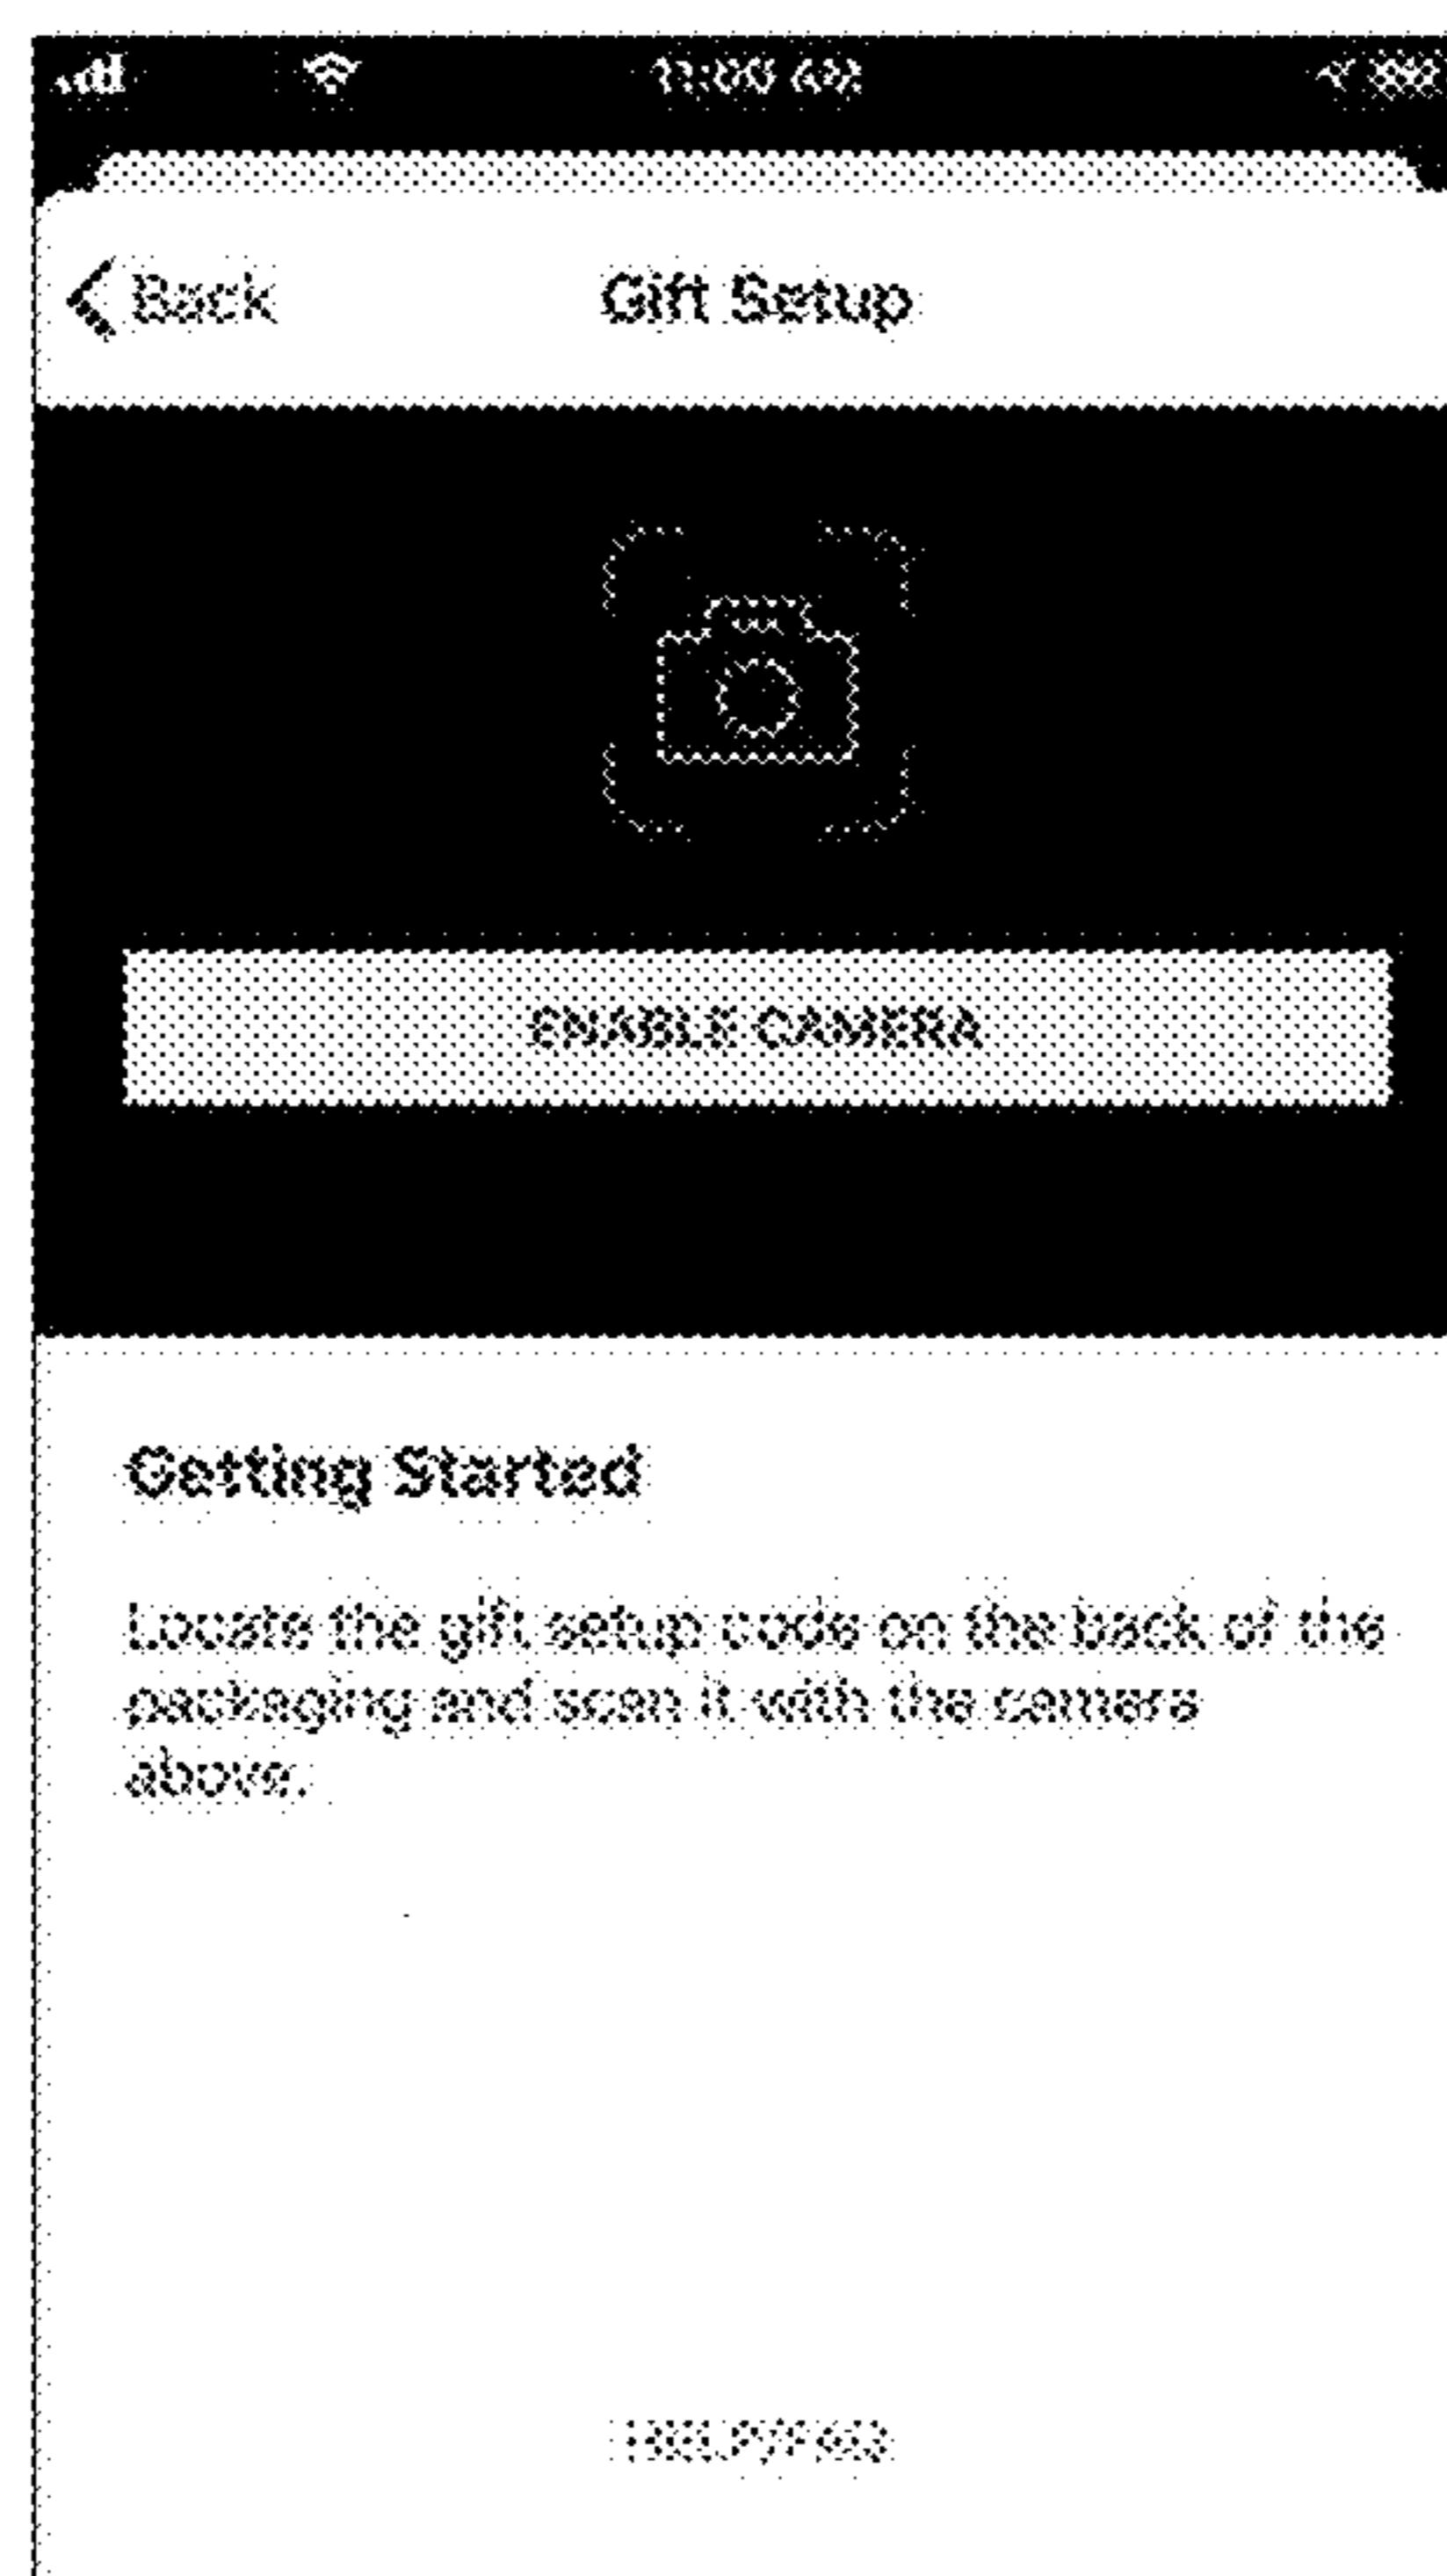 Back
Gift Setup
ENABLE CAMERA
Getting Started
Locate the gift setup code on the back of the
packaging and scan it with the camera
above.